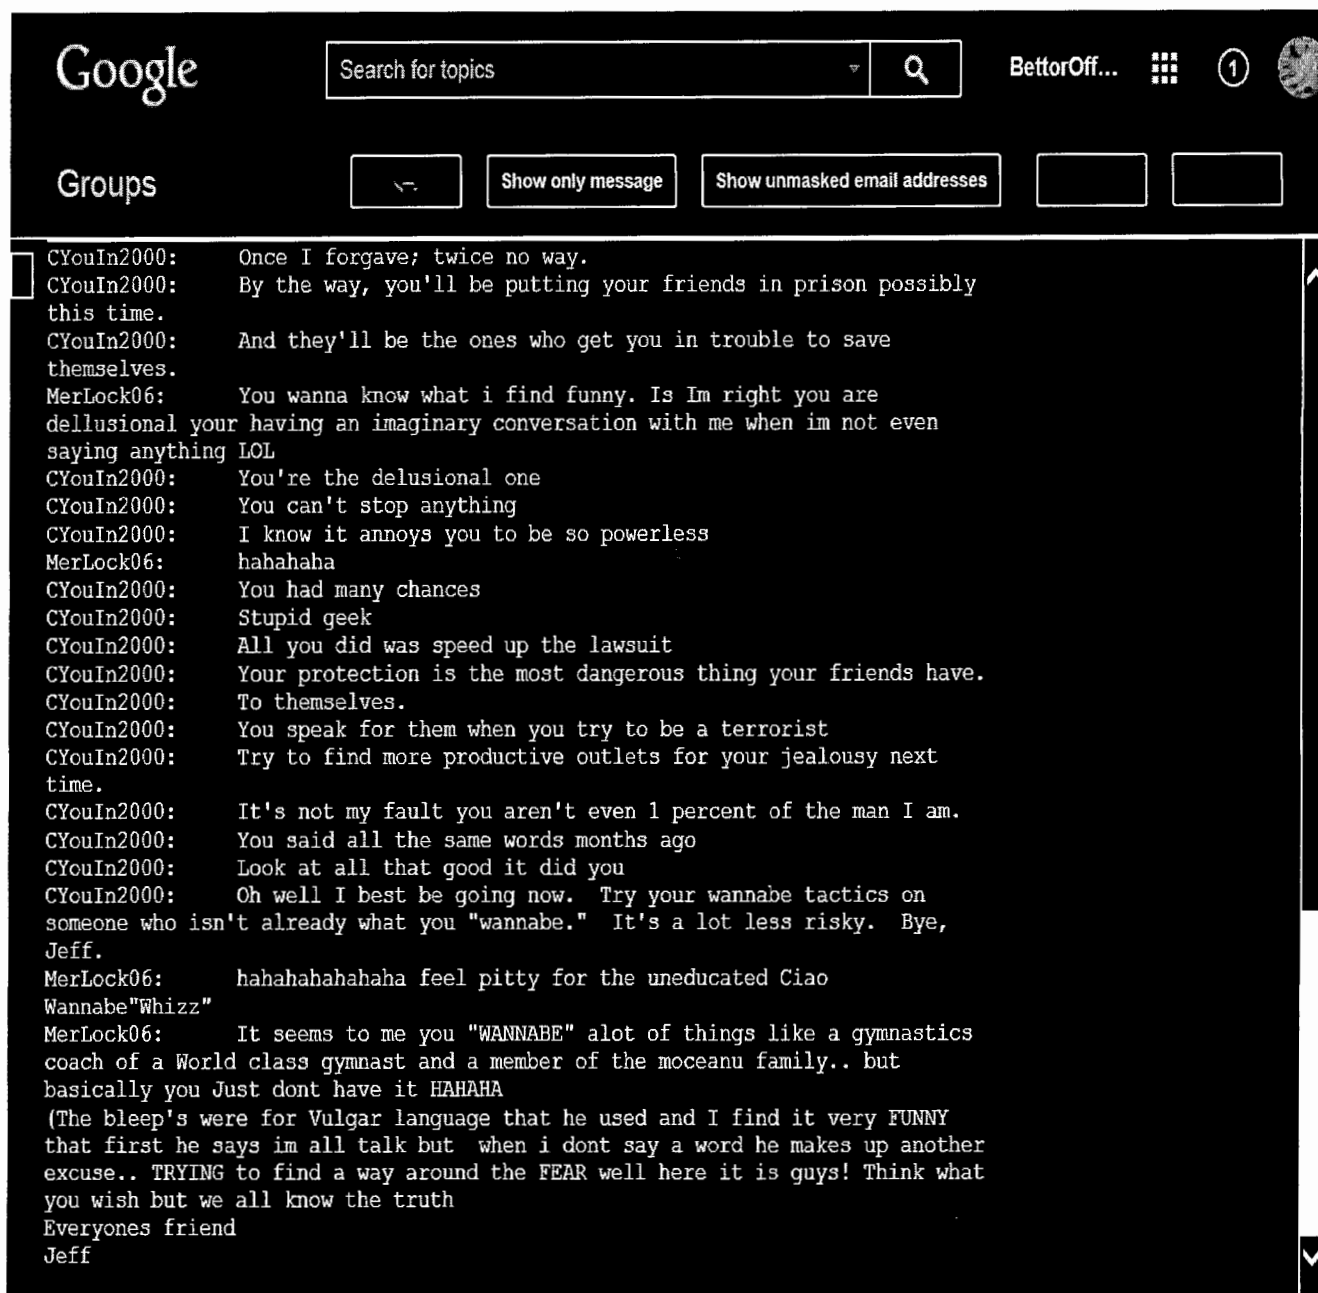 Google
Search for topics
BettorOff...
1
Groups
Show only message
Show unmasked email addresses
CYouIn2000: Once I forgave; twice no way.
CYouIn2000: By the way, you'll be putting your friends in prison possibly
this time.
CYouIn2000: And they'll be the ones who get you in trouble to save
themselves.
MerLock06: You wanna know what i find funny. Is Im right you are
dellusional your having an imaginary conversation with me when im not even
saying anything LOL
CYouIn2000: You're the delusional one
CYouIn2000: You can't stop anything
CYouIn2000: I know it annoys you to be so powerless
MerLock06: hahahaha
CYouIn2000: You had many chances
CYouIn2000: Stupid geek
CYouIn2000: All you did was speed up the lawsuit
CYouIn2000: Your protection is the most dangerous thing your friends have.
CYouIn2000: To themselves.
CYouIn2000: You speak for them when you try to be a terrorist
CYouIn2000: Try to find more productive outlets for your jealousy next
time.
CYouIn2000: It's not my fault you aren't even 1 percent of the man I am.
CYouIn2000: You said all the same words months ago
CYouIn2000: Look at all that good it did you
CYouIn2000: Oh well I best be going now.  Try your wannabe tactics on
someone who isn't already what you "wannabe."  It's a lot less risky.  Bye,
Jeff.
MerLock06: hahahahahahaha feel pitty for the uneducated Ciao
Wannabe"Whizz"
MerLock06: It seems to me you "WANNABE" alot of things like a gymnastics
coach of a World class gymnast and a member of the moceanu family.. but
basically you Just dont have it HAHAHA
(The bleep's were for Vulgar language that he used and I find it very FUNNY
that first he says im all talk but  when i dont say a word he makes up another
excuse.. TRYING to find a way around the FEAR well here it is guys! Think what
you wish but we all know the truth
Everyones friend
Jeff